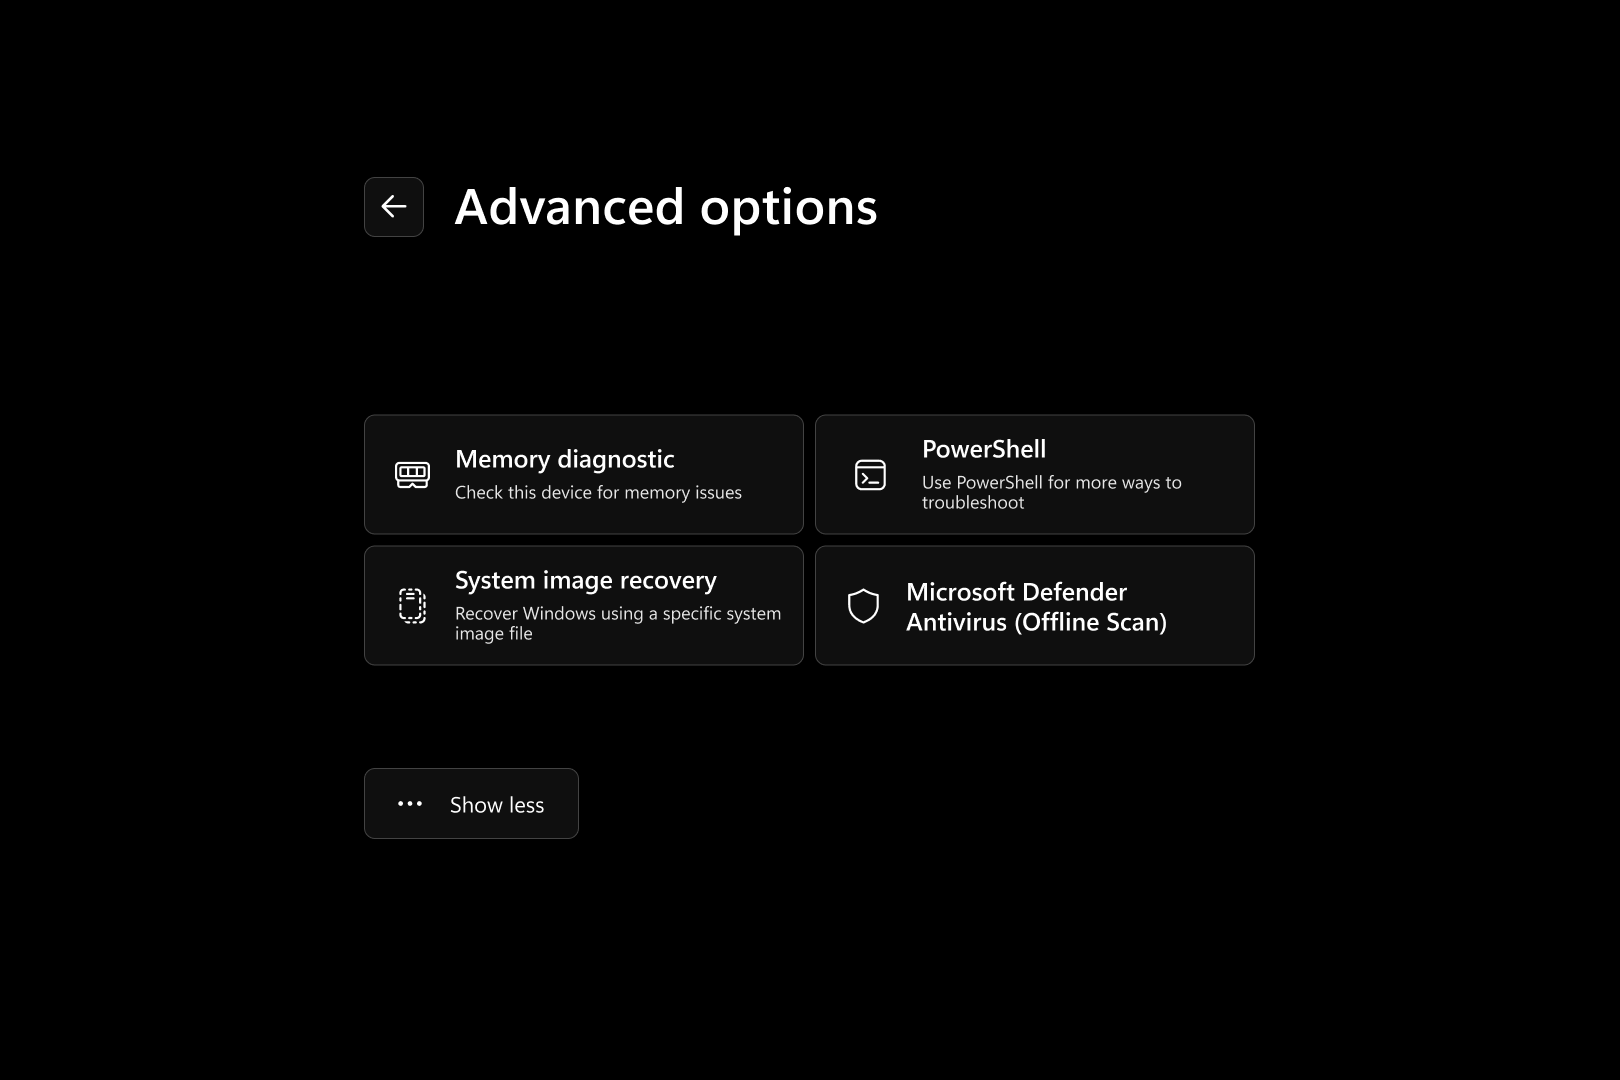 Advanced options
Memory diagnostic
Check this device for memory issues
PowerShell
Use PowerShell for more ways to
troubleshoot
System image recovery
Recover Windows using a specific system
image file
Microsoft Defender
Antivirus (Offline Scan)
Show less